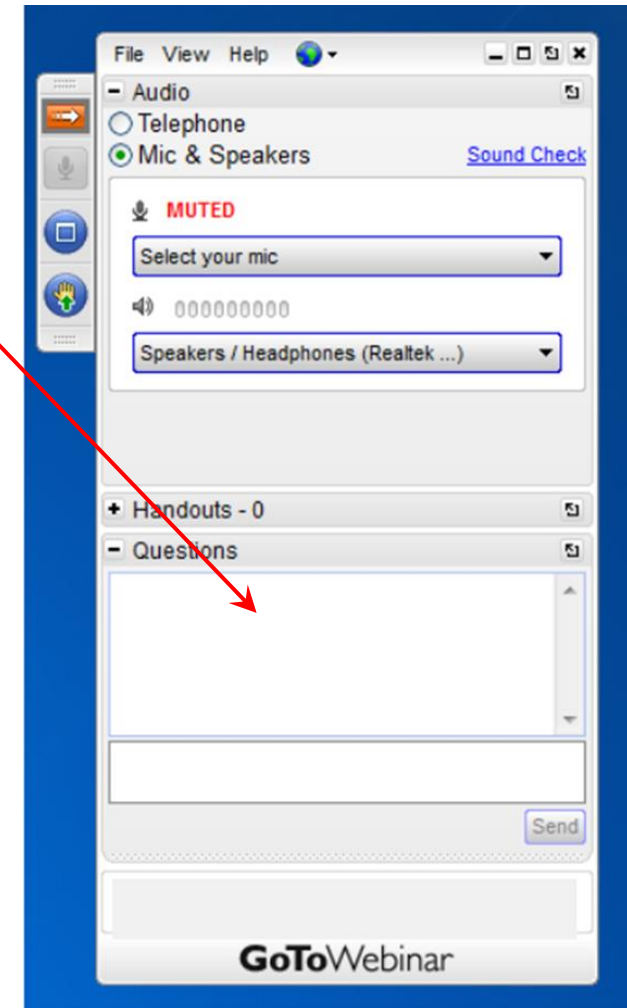 File View Help
Audio
Telephone
Mic & Speakers Sound Check
MUTED
Select your mic
000000000
Speakers / Headphones (Realtek ...)
Handouts - 0
Questions
Send
GoToWebinar